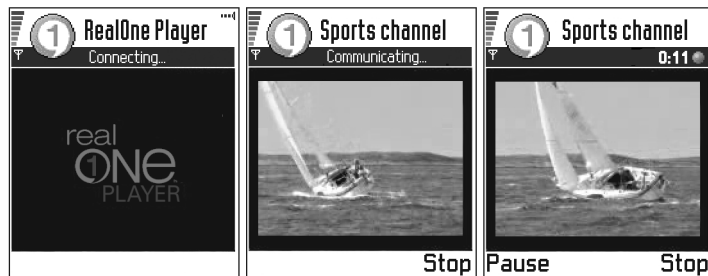 1 RealOne Player
Connecting...
real
1 ONE
PLAYER
1 Sports channel
Communicating...
Stop
1 Sports channel
0:11
Pause Stop